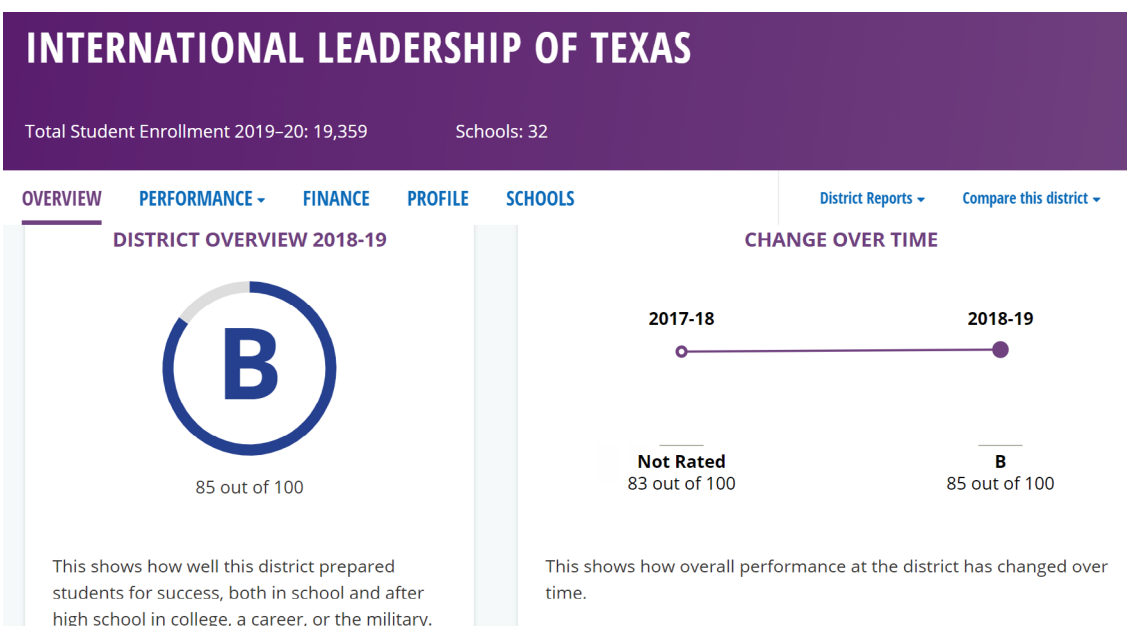 INTERNATIONAL LEADERSHIP OF TEXAS
Total Student Enrollment 2019–20: 19,359 Schools: 32
OVERVIEW PERFORMANCE FINANCE PROFILE SCHOOLS District Reports Compare this district
DISTRICT OVERVIEW 2018-19
B
85 out of 100
This shows how well this district prepared
students for success, both in school and after
high school in college, a career, or the military.
CHANGE OVER TIME
2017-18 2018-19
Not Rated B
83 out of 100 85 out of 100
This shows how overall performance at the district has changed over
time.